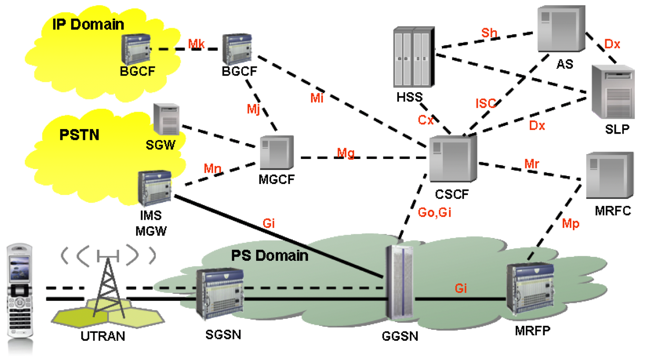 IP Domain
BGCF
Mk
BGCF
Sh
AS
Dx
HSS
SLP
Mj
Mi
Cx
ISC
Dx
PSTN
SGW
Mn
MGCF
Mg
CSCF
Mr
MRFC
IMS
MGW
Gi
Go,Gi
Mp
PS Domain
UTRAN
SGSN
GGSN
Gi
MRFP